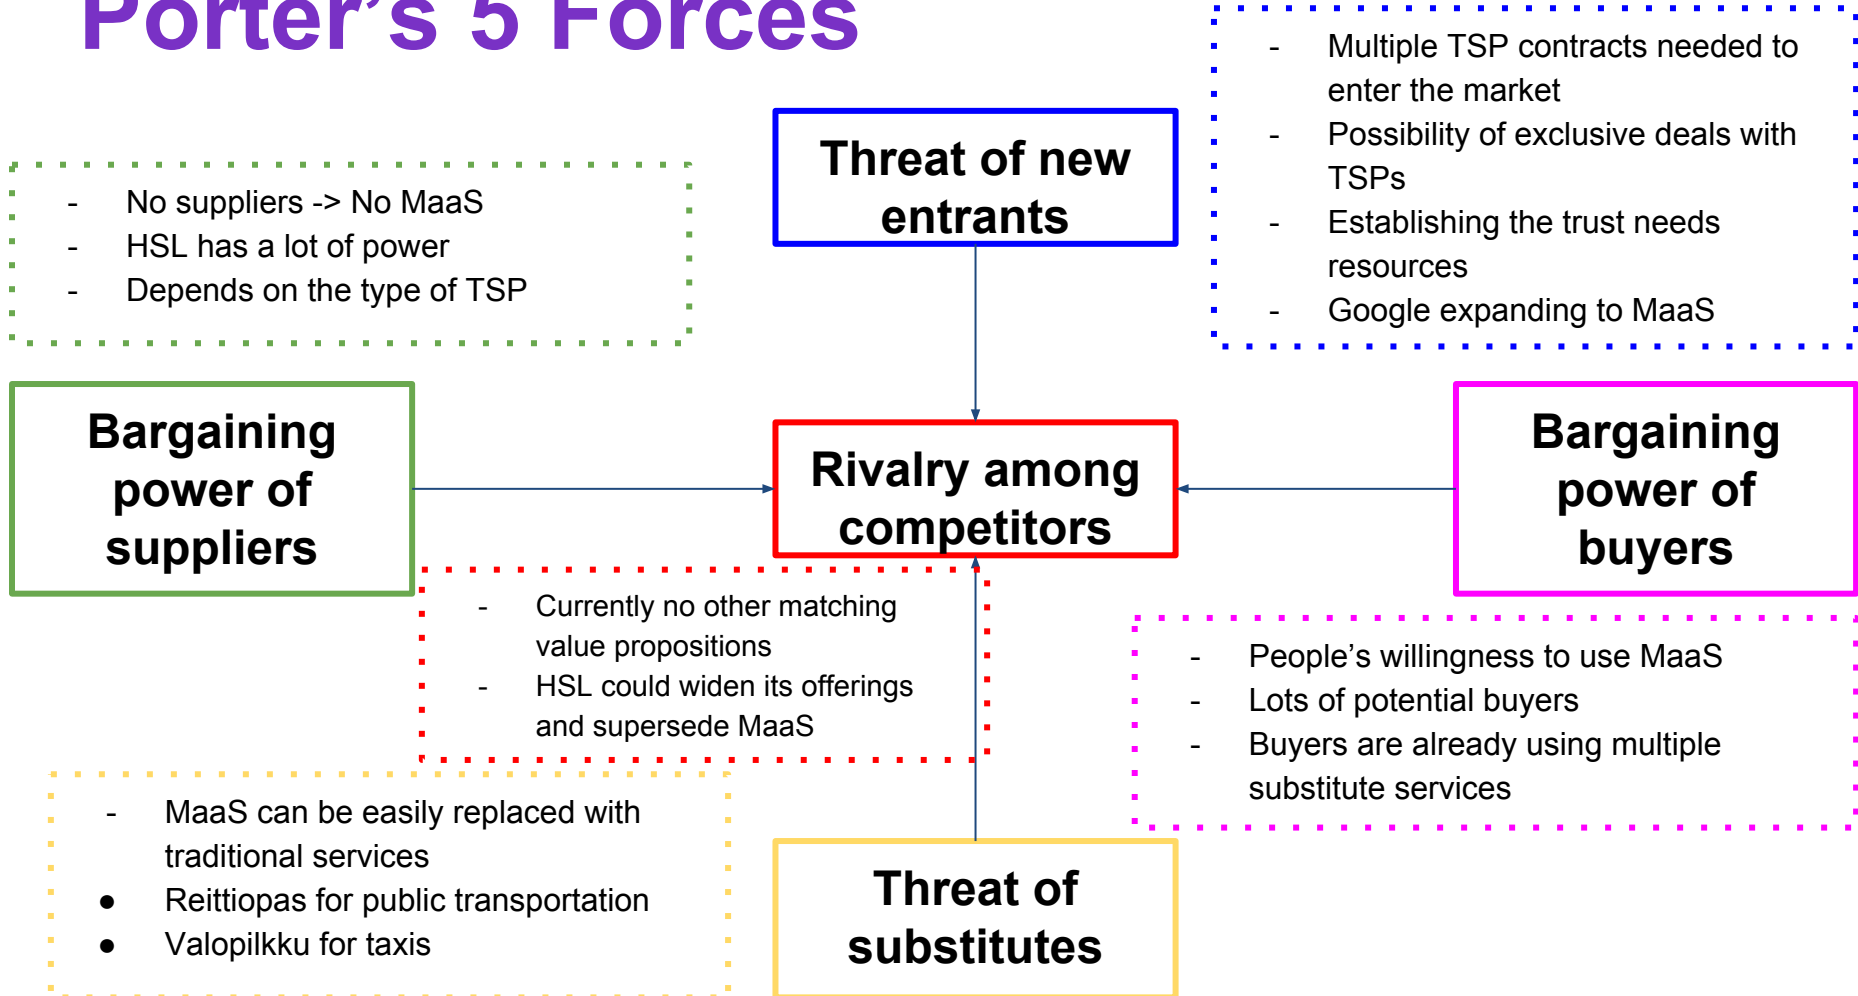 Porter's 5 Forces
- Multiple TSP contracts needed to
enter the market
- Possibility of exclusive deals with
TSPs
- Establishing the trust needs
resources
- Google expanding to MaaS
Threat of new
entrants
- No suppliers -> No MaaS
- HSL has a lot of power
- Depends on the type of TSP
Bargaining
power of
suppliers
Rivalry among
competitors
Bargaining
power of
buyers
- Currently no other matching
value propositions
- HSL could widen its offerings
and supersede MaaS
- People’s willingness to use MaaS
- Lots of potential buyers
- Buyers are already using multiple
substitute services
- MaaS can be easily replaced with
traditional services
● Reittiopas for public transportation
● Valopilkku for taxis
Threat of
substitutes